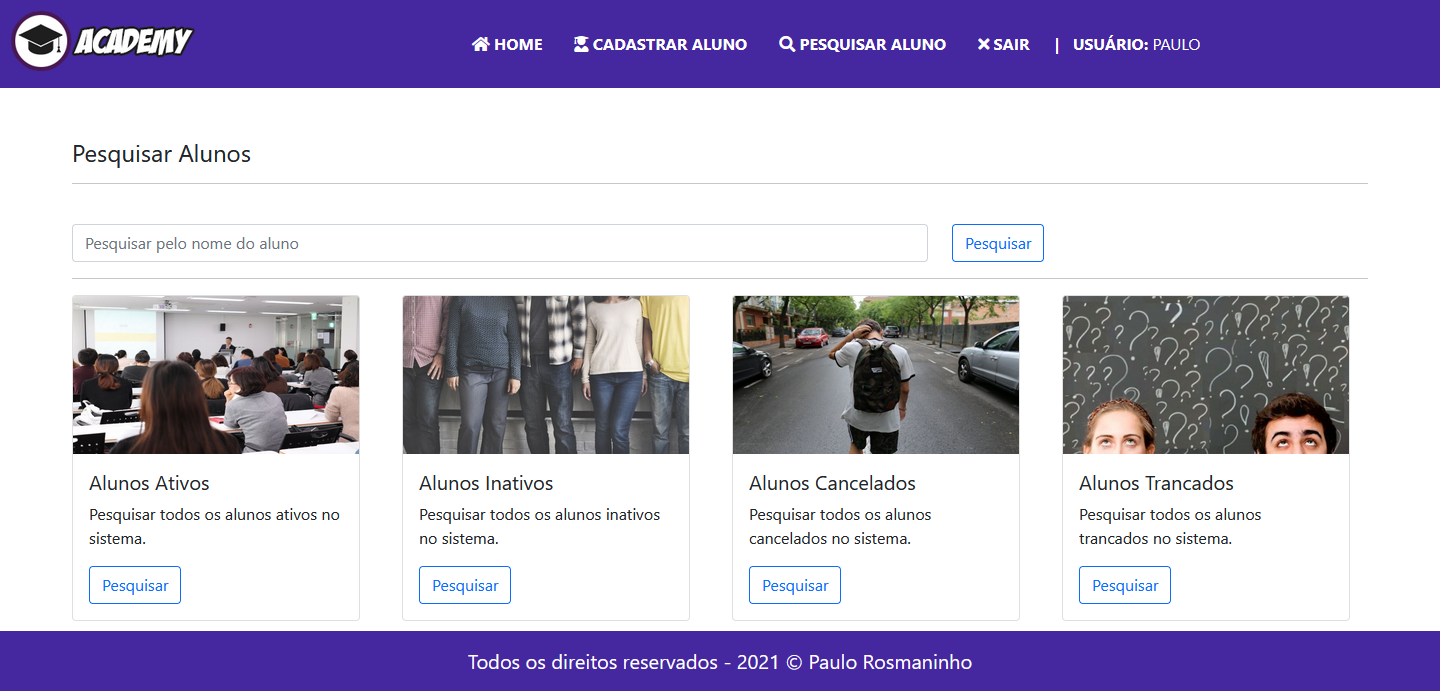 ACADEMY
HOME CADASTRAR ALUNO PESQUISAR ALUNO SAIR | USUÁRIO: PAULO
Pesquisar Alunos
Pesquisar pelo nome do aluno Pesquisar
Alunos Ativos
Pesquisar todos os alunos ativos no
sistema.
Pesquisar
Alunos Inativos
Pesquisar todos os alunos inativos
no sistema.
Pesquisar
Alunos Cancelados
Pesquisar todos os alunos
cancelados no sistema.
Pesquisar
Alunos Trancados
Pesquisar todos os alunos
trancados no sistema.
Pesquisar
Todos os direitos reservados - 2021 © Paulo Rosmaninho